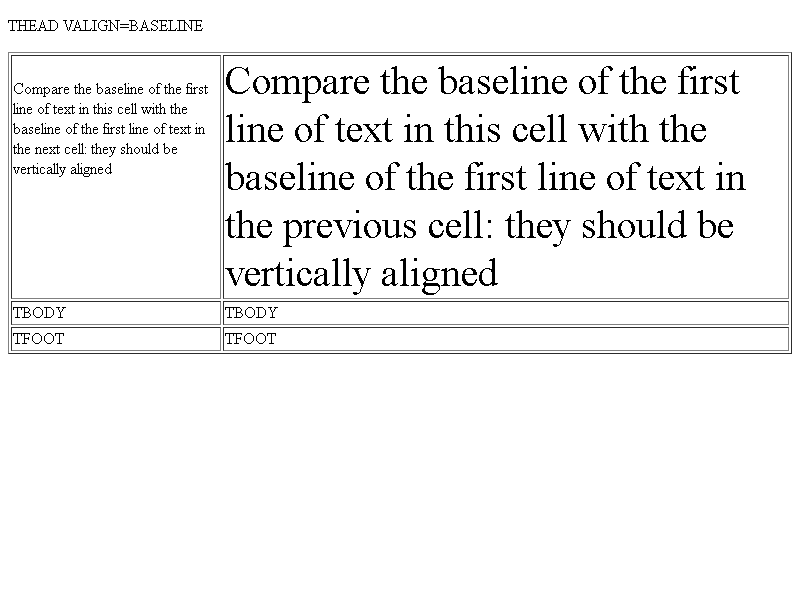 THEAD VALIGN=BASELINE
Compare the baseline of the first
line of text in this cell with the
baseline of the first line of text in
the next cell: they should be
vertically aligned
Compare the baseline of the first
line of text in this cell with the
baseline of the first line of text in
the previous cell: they should be
vertically aligned
TBODY
TBODY
TFOOT
TFOOT